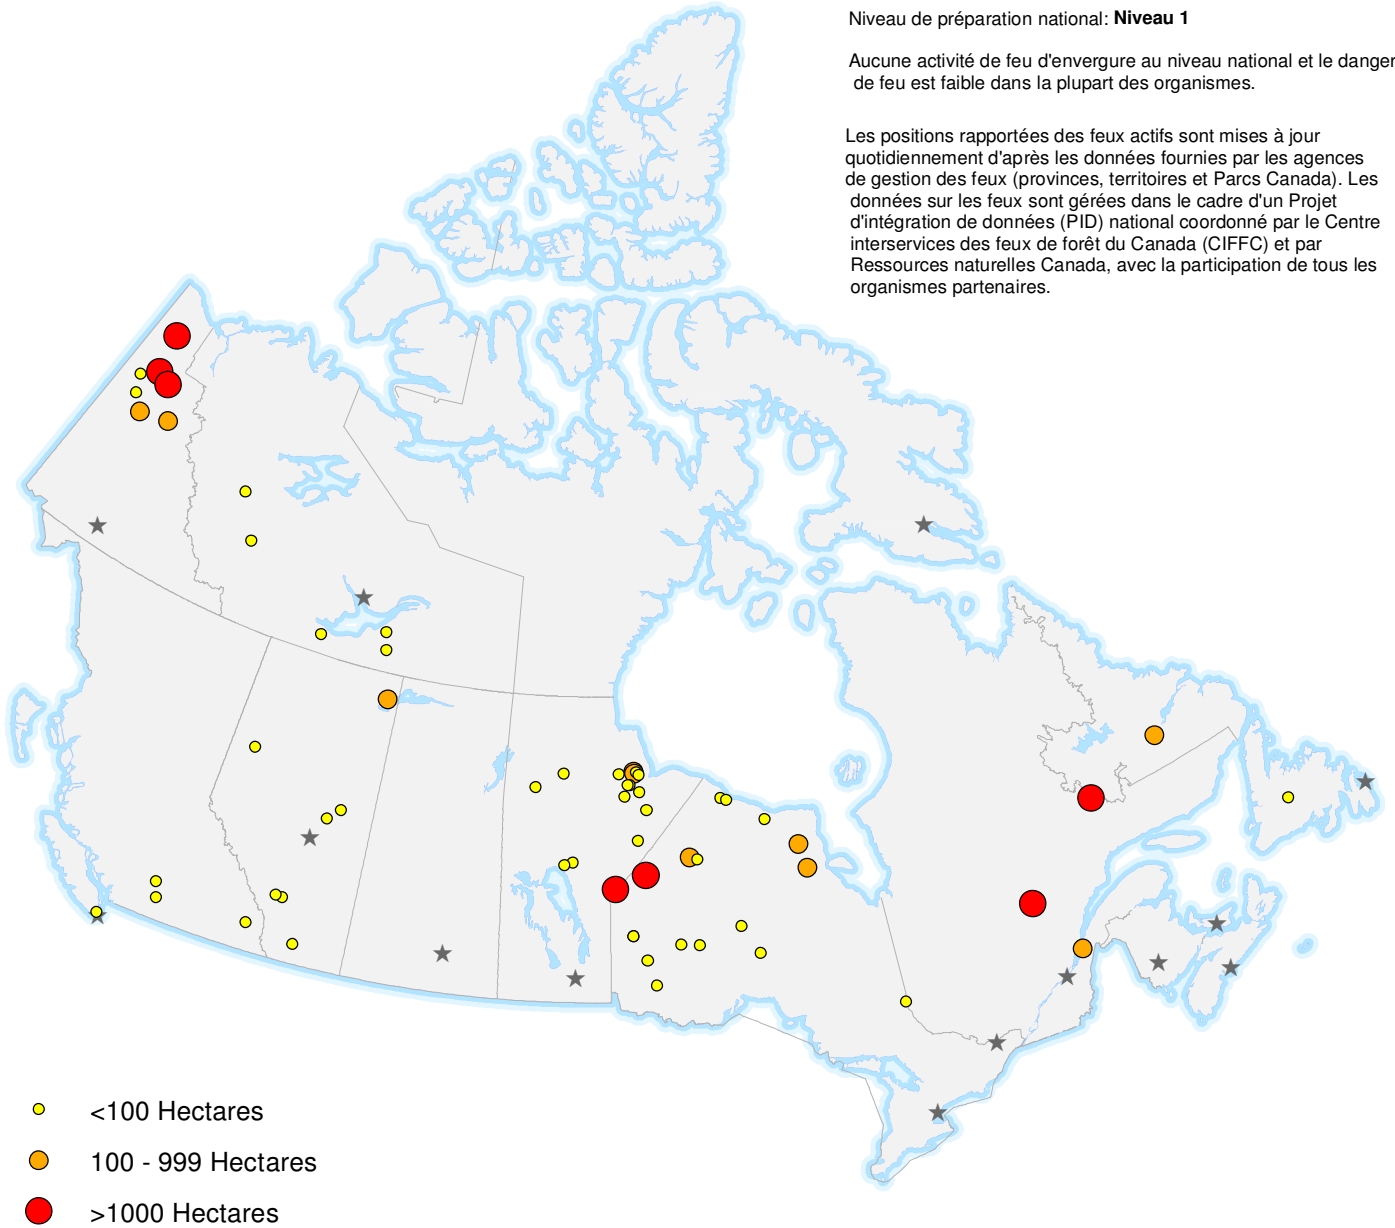 Niveau de préparation national: Niveau 1
Aucune activité de feu d'envergure au niveau national et le danger
de feu est faible dans la plupart des organismes.
Les positions rapportées des feux actifs sont mises à jour
quotidiennement d'après les données fournies par les agences
de gestion des feux (provinces, territoires et Parcs Canada). Les
données sur les feux sont gérées dans le cadre d'un Projet
d'intégration de données (PID) national coordonné par le Centre
interservices des feux de forêt du Canada (CIFFC) et par
Ressources naturelles Canada, avec la participation de tous les
organismes partenaires.
<100 Hectares
100 - 999 Hectares
>1000 Hectares